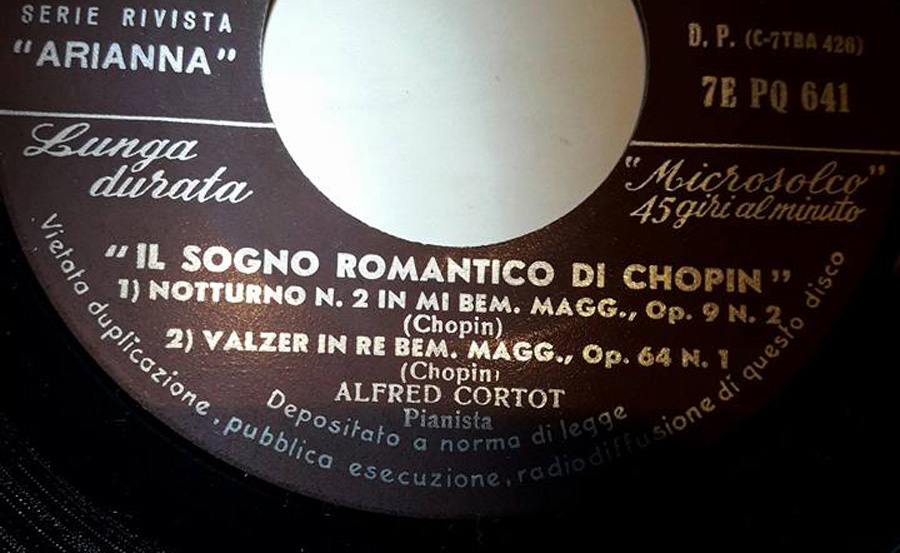 SERIE RIVISTA
"ARIANNA"
D. P. (C-7TBA 426)
7E PQ 641
Lunga
durata
"Microsolco"
45 giri al minuto
"IL SOGNO ROMANTICO DI CHOPIN"
1) NOTTURNO N. 2 IN MI BEM. MAGG., Op. 9 N. 2
(Chopin)
2) VALZER IN RE BEM. MAGG., Op. 64 N. 1
(Chopin)
ALFRED CORTOT
Pianista
Depositato a norma di legge
Vietata duplicazione, pubblica esecuzione, radiodiffusione di questo disco